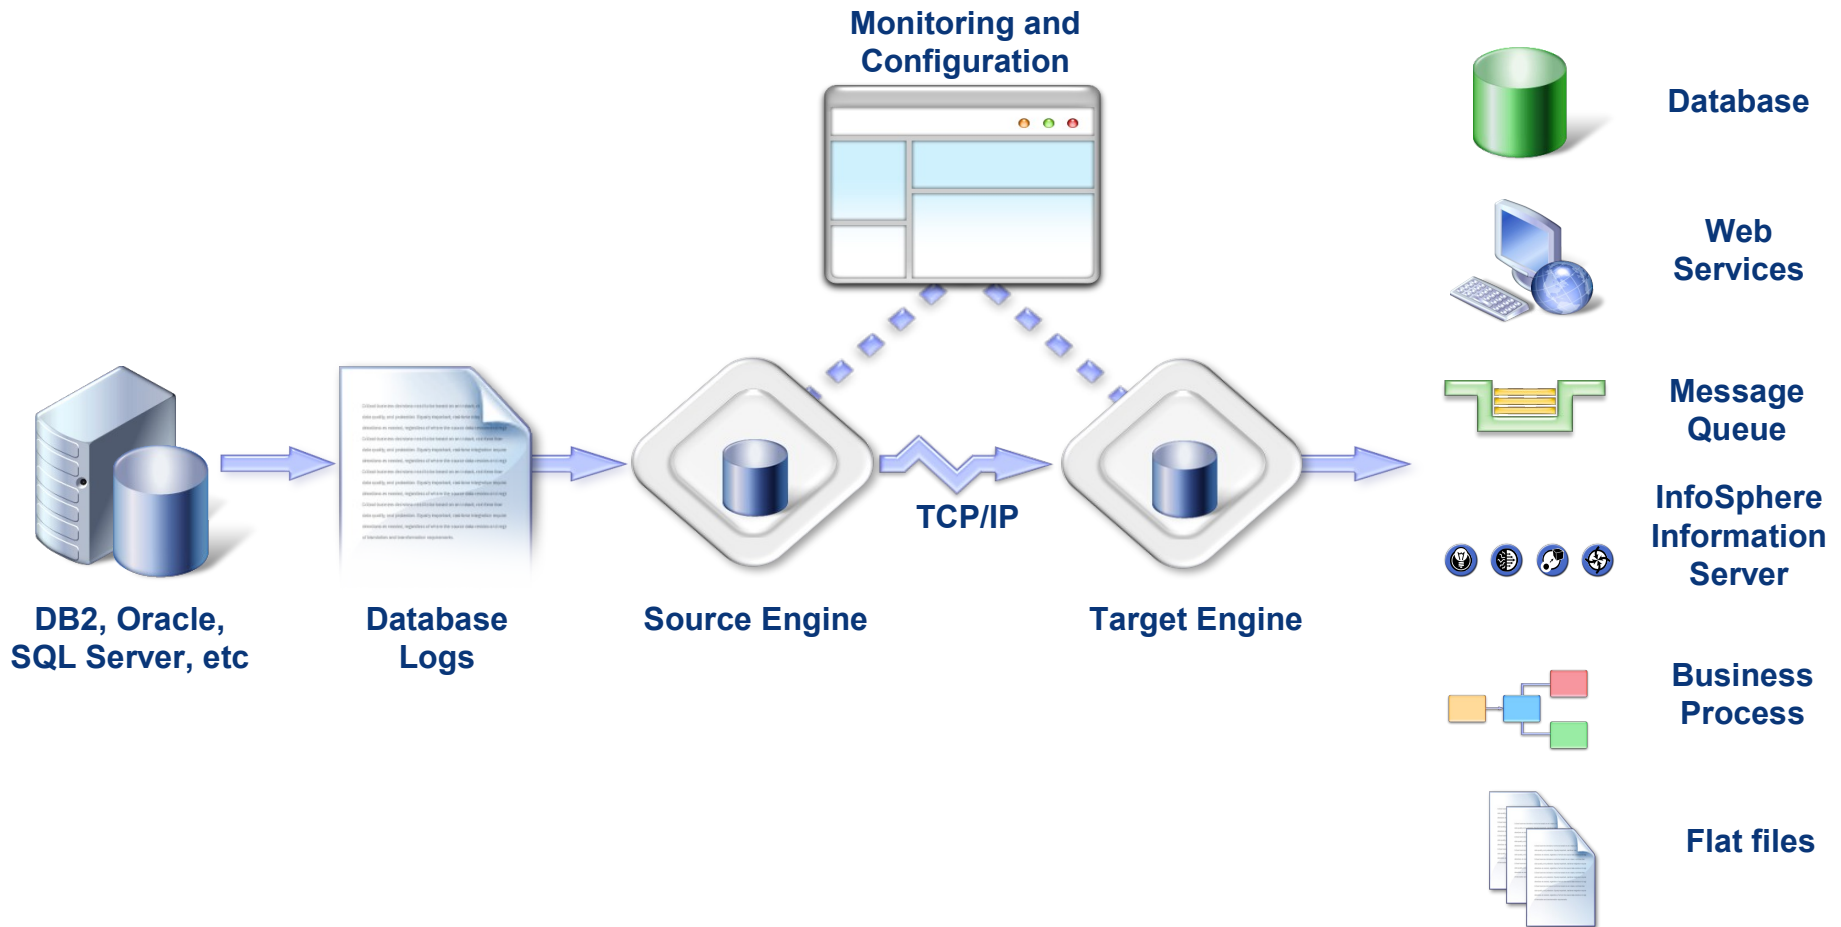 Monitoring and
Configuration
Database
Web
Services
Message
Queue
InfoSphere
Information
Server
TCP/IP
DB2, Oracle,
SQL Server, etc
Database
Logs
Source Engine
Target Engine
Business
Process
Flat files